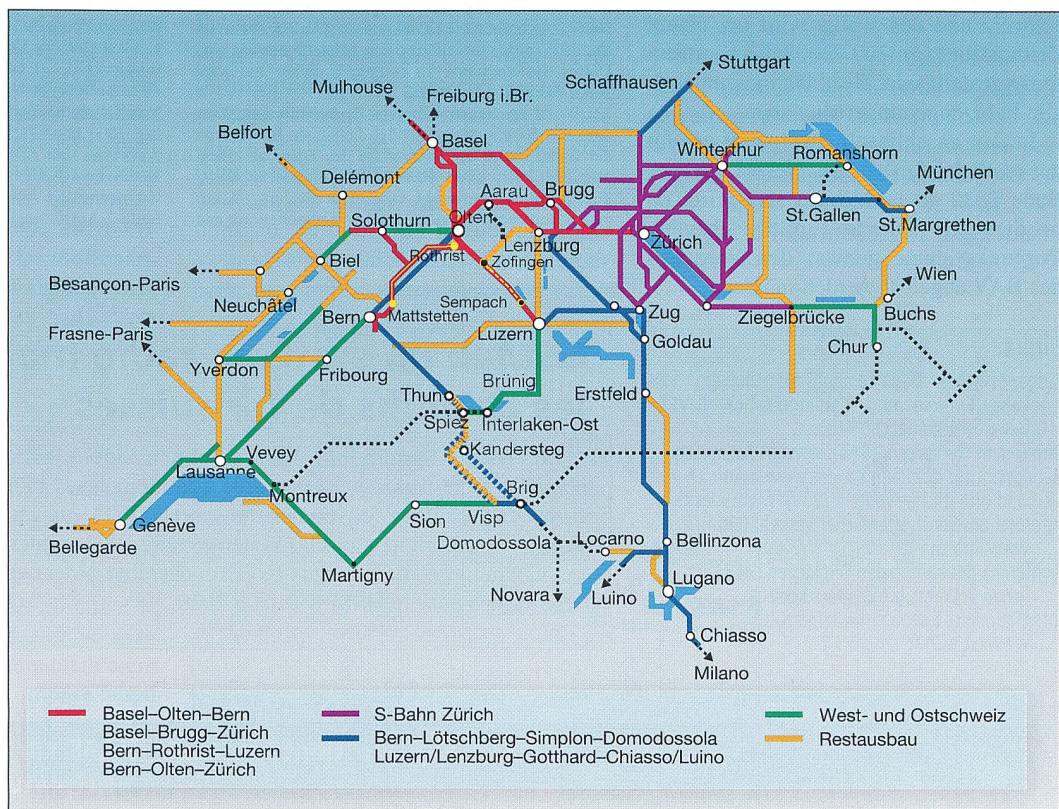 Stuttgart
Schaffhausen
Mulhouse
Freiburg i.Br.
Belfort
Basel
Winterthur
Romanshorn
München
Delémont
Aarau
Brugg
Solothurn
Olten
St.Gallen
St.Margrethen
Rothrist
Lenzburg
Zürich
Zofingen
Biel
Besançon-Paris
Wien
Neuchâtel
Sempach
Mattstetten
Bern
Luzern
Zug
Ziegelbrücke
Buchs
Frasne-Paris
Goldau
Chur
Yverdon
Fribourg
Brünig
Thun
Erstfeld
Spiez
Interlaken-Ost
Kandersteg
Vevey
Lausanne
Montreux
Brig
Sion
Visp
Genève
Domodossola
Locarno
Bellinzona
Bellegarde
Martigny
Lugano
Novara
Luino
Chiasso
Milano
Basel–Olten–Bern
Basel–Brugg–Zürich
Bern–Rothrist–Luzern
Bern–Olten–Zürich
S-Bahn Zürich
Bern–Lötschberg–Simplon–Domodossola
Luzern/Lenzburg–Gotthard–Chiasso/Luino
West- und Ostschweiz
Restausbau